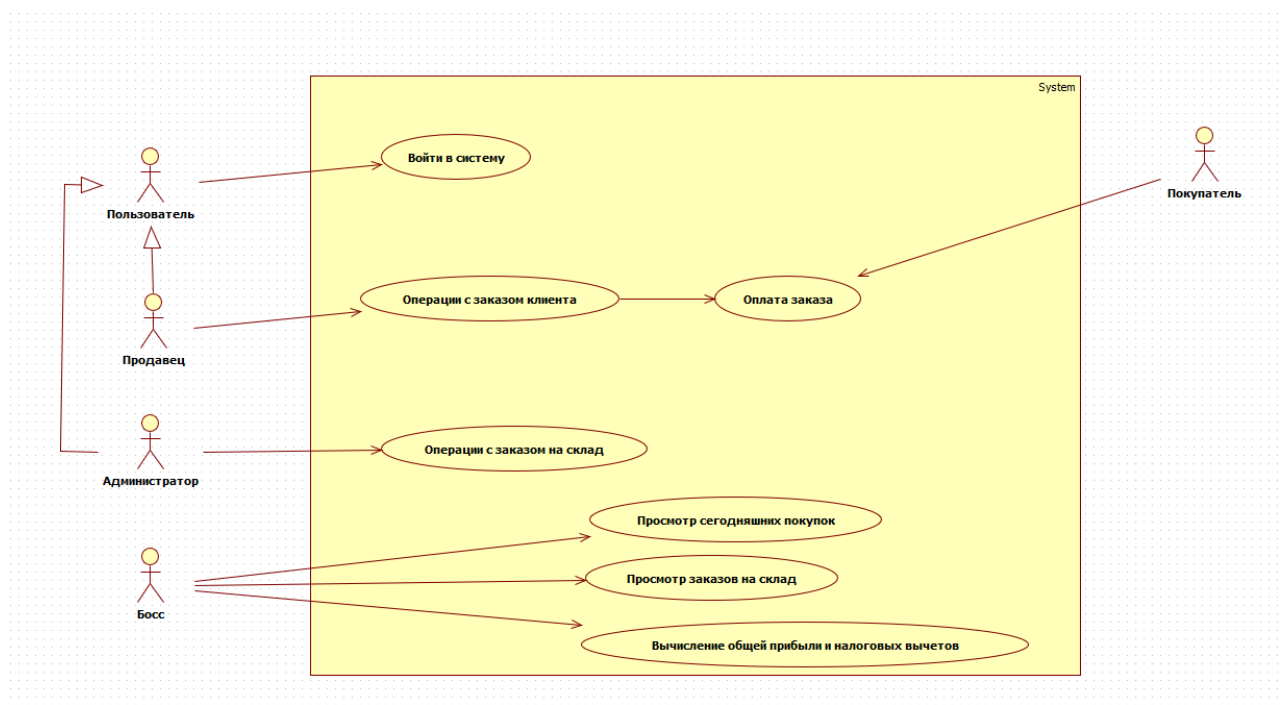 System
Войти в систему
Пользователь
Покупатель
Операции с заказом клиента
Оплата заказа
Продавец
Операции с заказом на склад
Администратор
Просмотр сегодняшних покупок
Просмотр заказов на склад
Босс
Вычисление общей прибыли и налоговых вычетов